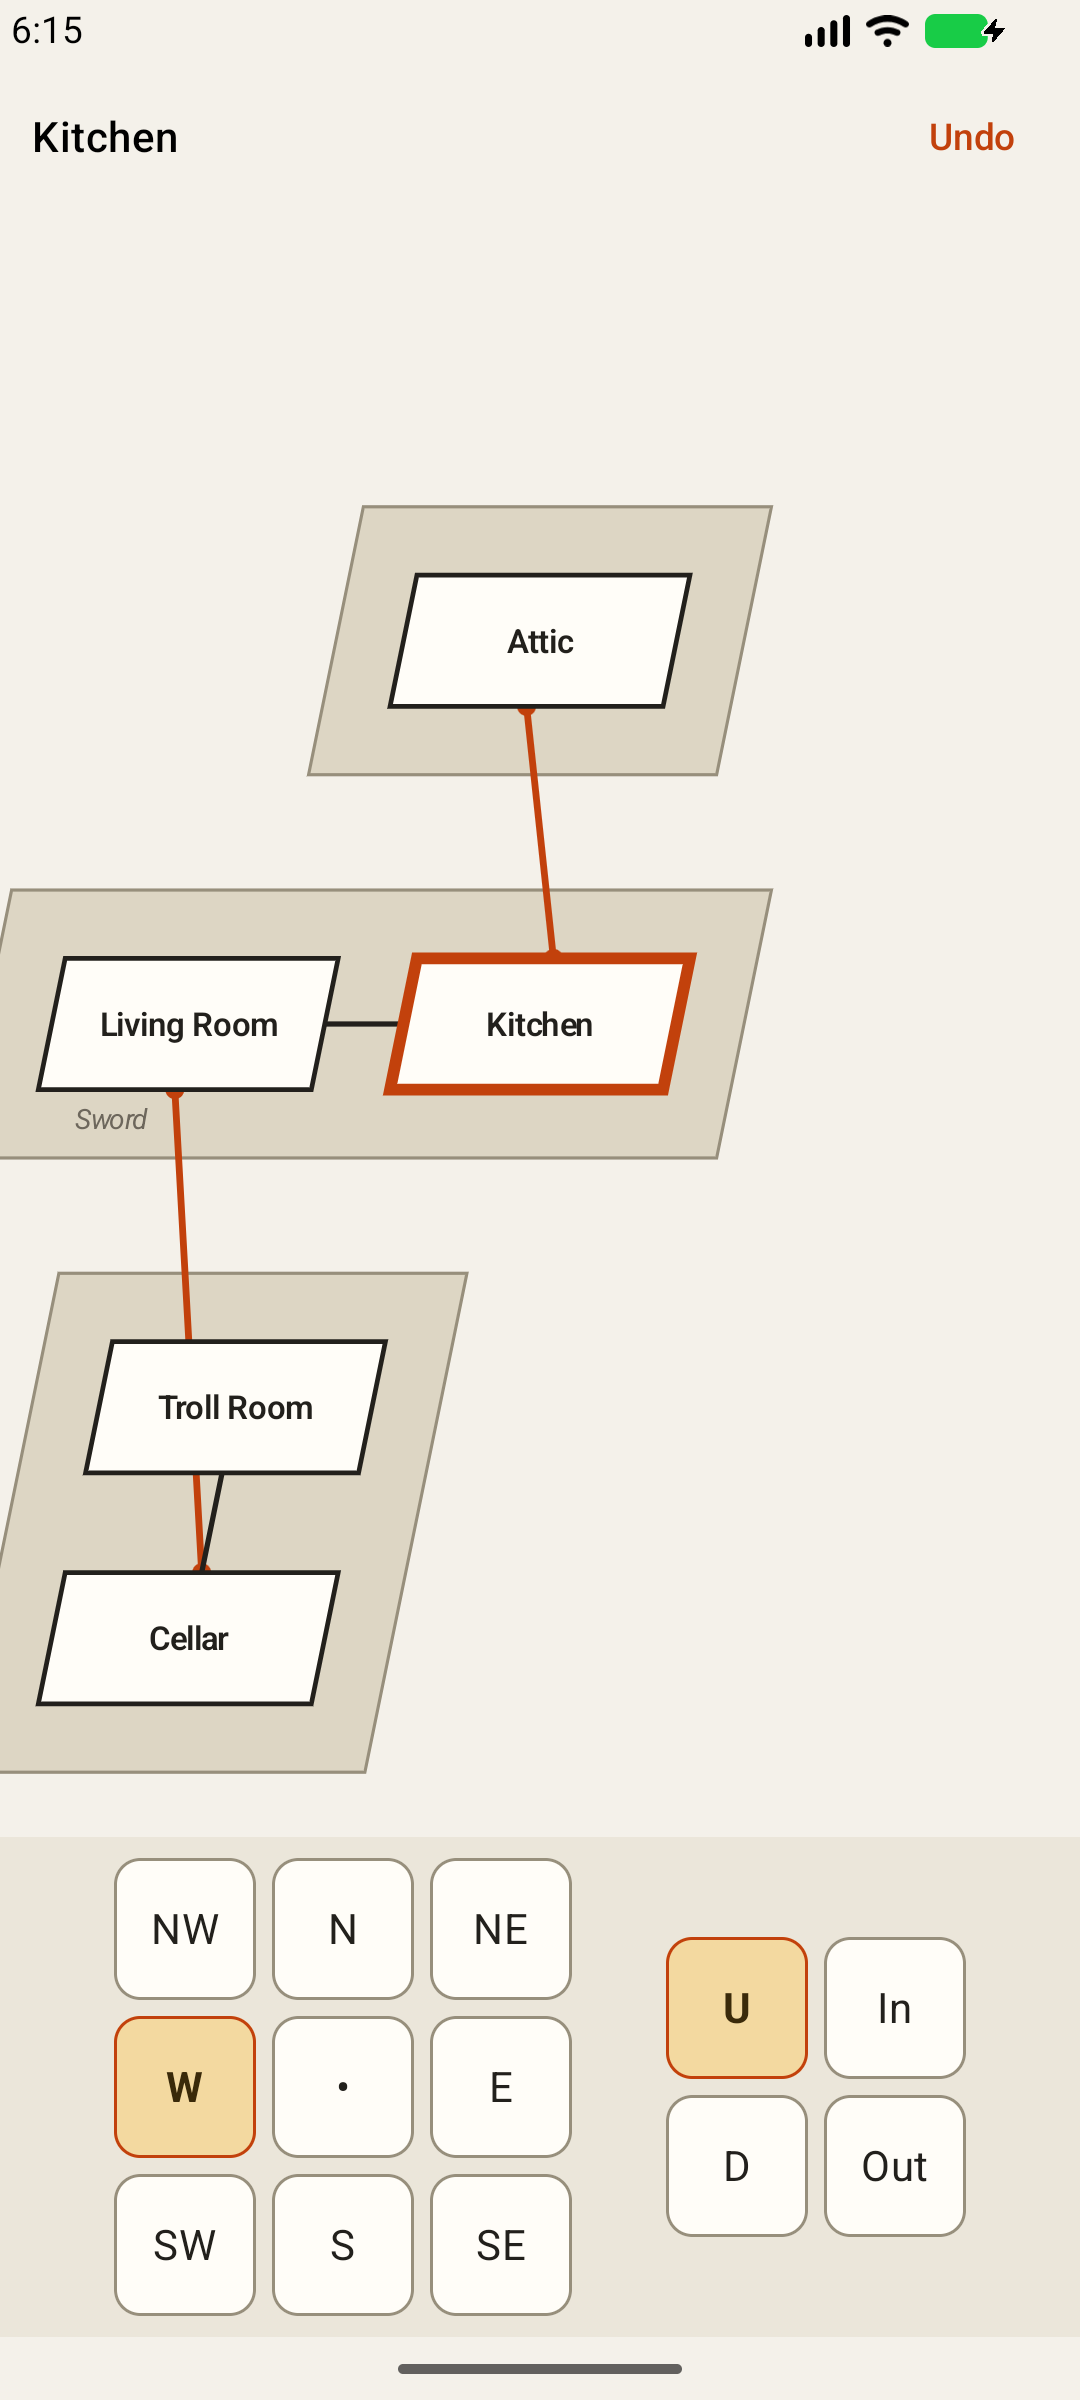 6:15
Kitchen
Undo
Attic
Living Room
Kitchen
Sword
Troll Room
Cellar
NW
N
NE
W
•
E
SW
S
SE
U
In
D
Out